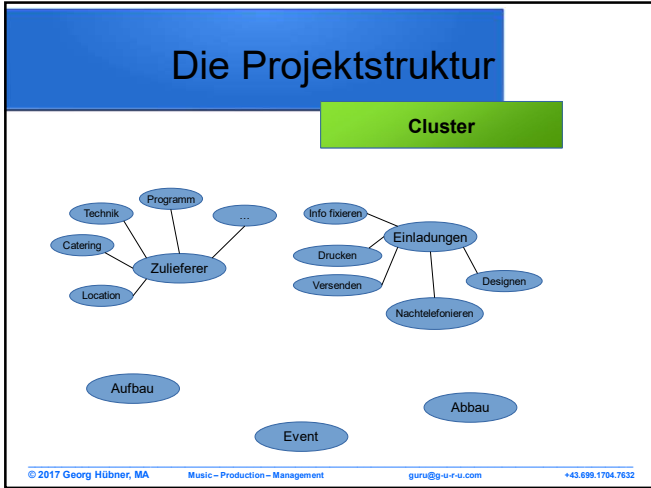 Die Projektstruktur
Cluster
Programm
Technik
...
Catering
Zulieferer
Location
Info fixieren
Einladungen
Drucken
Versenden
Designen
Nachtelefonieren
Aufbau
Abbau
Event
© 2017 Georg Hübner, MA Music – Production – Management guru@g-u-r-u.com +43.699.1704.7632